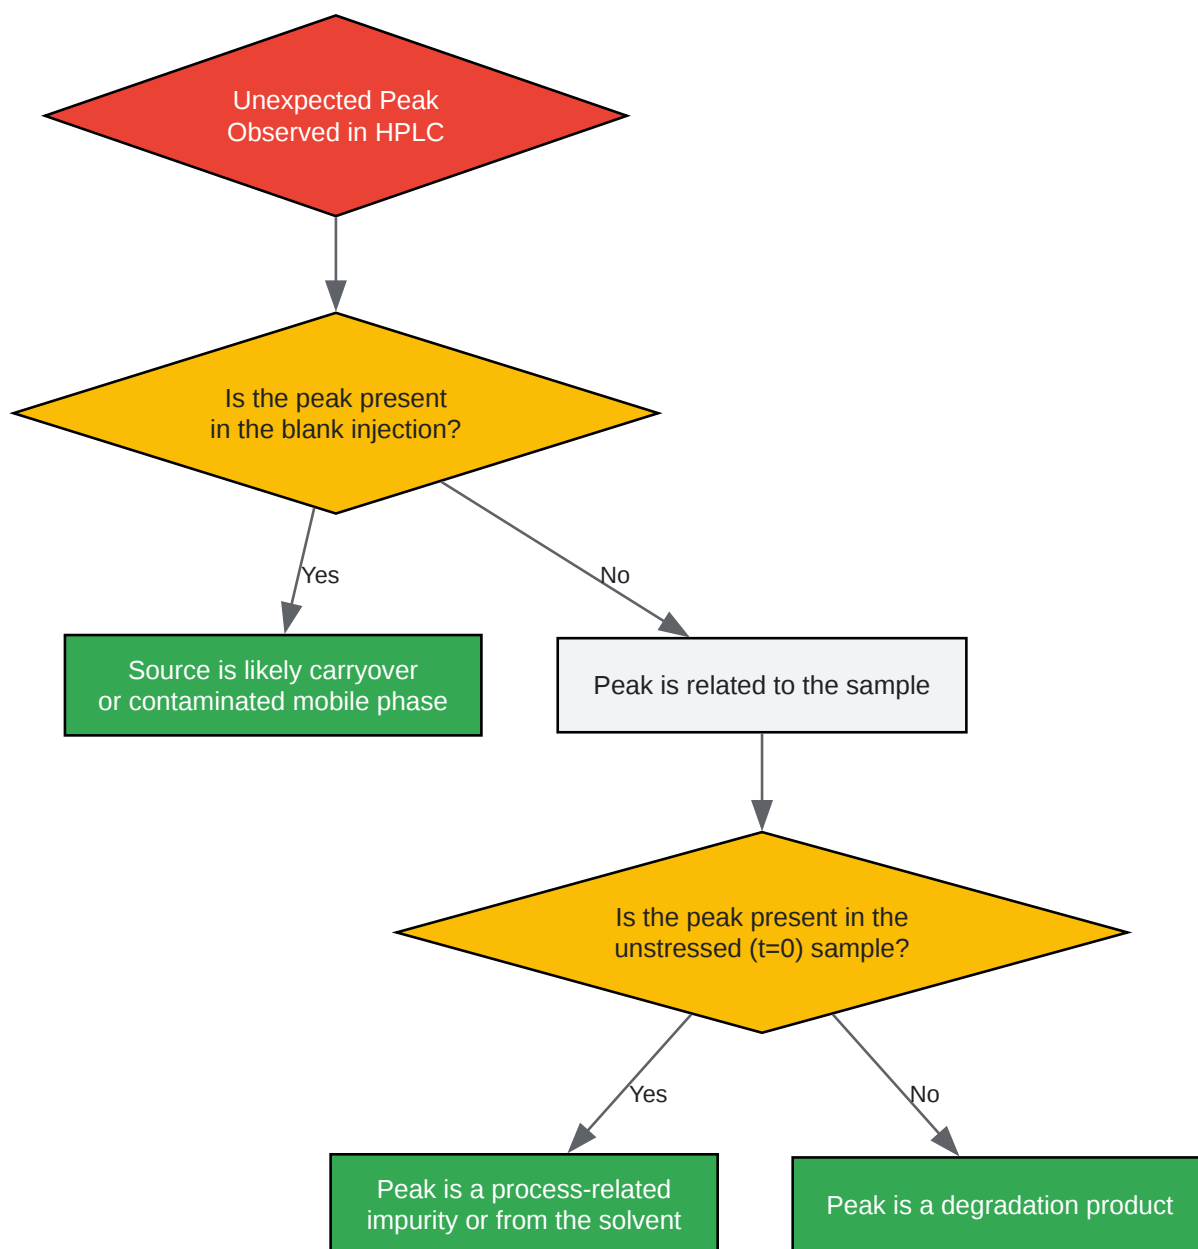 Unexpected Peak
Observed in HPLC
Is the peak present
in the blank injection?
Yes
No
Source is likely carryover
or contaminated mobile phase
Peak is related to the sample
Is the peak present in the
unstressed (t=0) sample?
Yes
No
Peak is a process-related
impurity or from the solvent
Peak is a degradation product